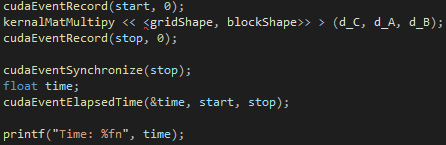 cudaEventRecord(start, 0);
kernalMatMultipy << <gridShape, blockShape>> > (d_C, d_A, d_B);
cudaEventRecord(stop, 0);
cudaEventSynchronize(stop);
float time;
cudaEventElapsedTime(&time, start, stop);
printf("Time: %fn", time);